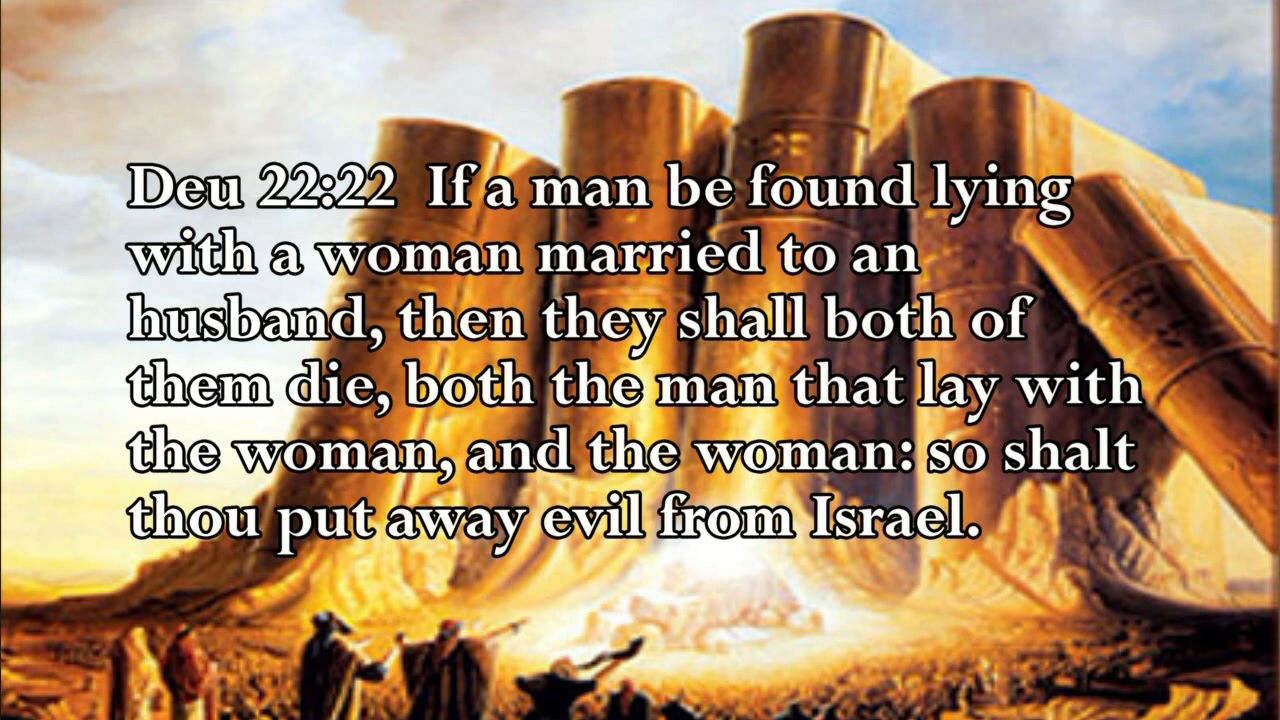 Deu 22:22  If a man be found lying
with a woman married to an
husband, then they shall both of
them die, both the man that lay with
the woman, and the woman: so shalt
thou put away evil from Israel.